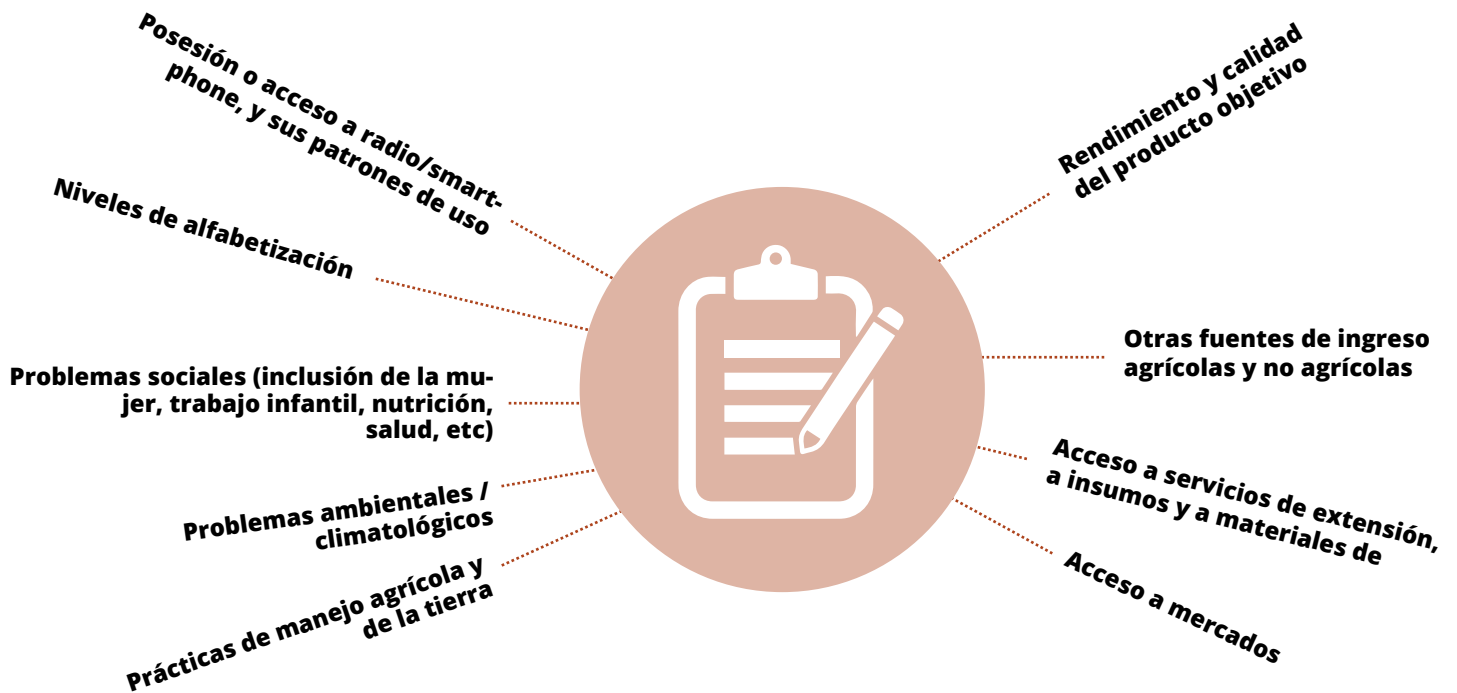 Posesión o acceso a radio/smart-
phone, y sus patrones de uso
Niveles de alfabetización
Problemas sociales (inclusión de la mu-
jer, trabajo infantil, nutrición,
salud, etc)
Problemas ambientales /
climatológicos
Prácticas de manejo agrícola y
de la tierra
Rendimiento y calidad
del producto objetivo
Otras fuentes de ingreso
agrícolas y no agrícolas
Acceso a servicios de extensión,
a insumos y a materiales de
Acceso a mercados